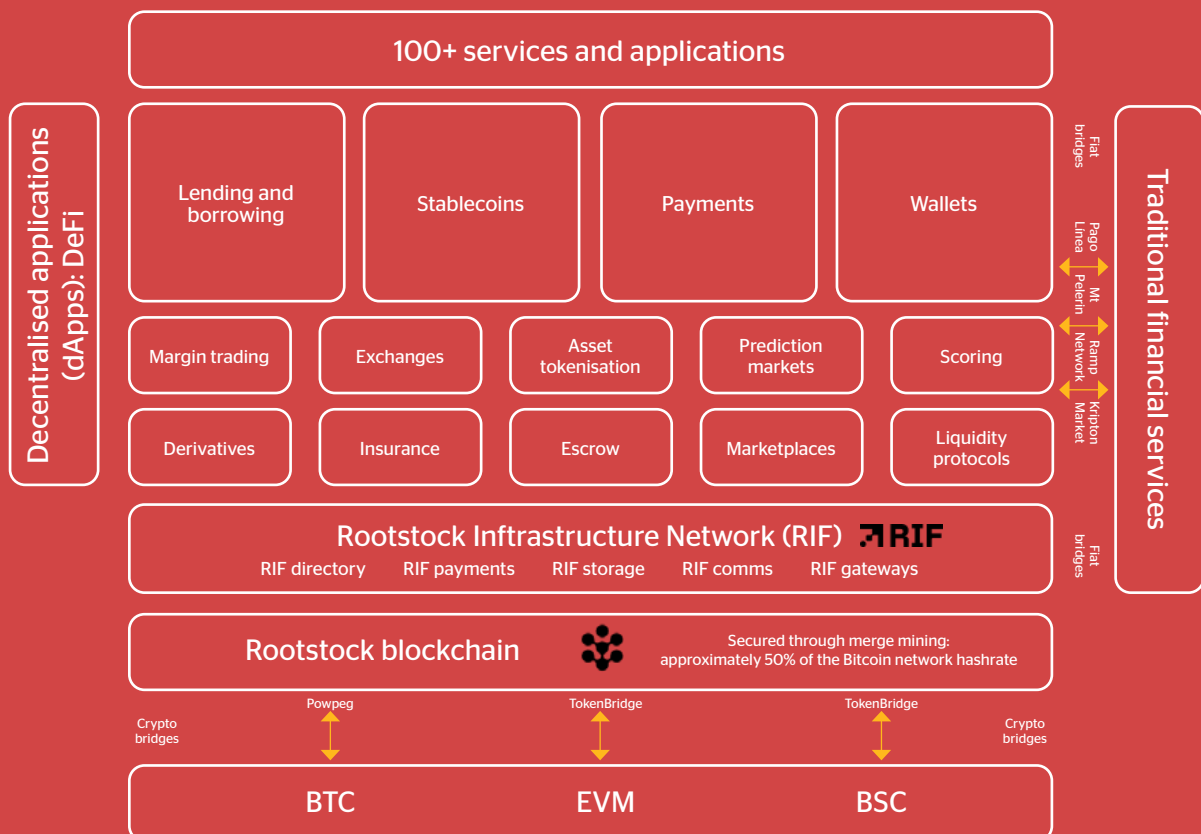 100+ services and applications
Decentralised applications
(dApps): DeFi
Lending and
borrowing
Stablecoins
Payments
Wallets
Margin trading
Exchanges
Asset
tokenisation
Prediction
markets
Scoring
Derivatives
Insurance
Escrow
Marketplaces
Liquidity
protocols
Fiat
bridges
Pago
Linea
Mt
Pelerin
Ramp
Network
Kripton
Market
Fiat
bridges
Traditional financial services
Rootstock Inftrastructure Network (RIF) RIF
RIF directory RIF payments RIF storage RIF comms RIF gateways
Rootstock blockchain
Secured through merge mining:
approximately 50% of the Bitcoin network hashrate
Crypto
bridges
Powpeg
TokenBridge
TokenBridge
Crypto
bridges
BTC
EVM
BSC